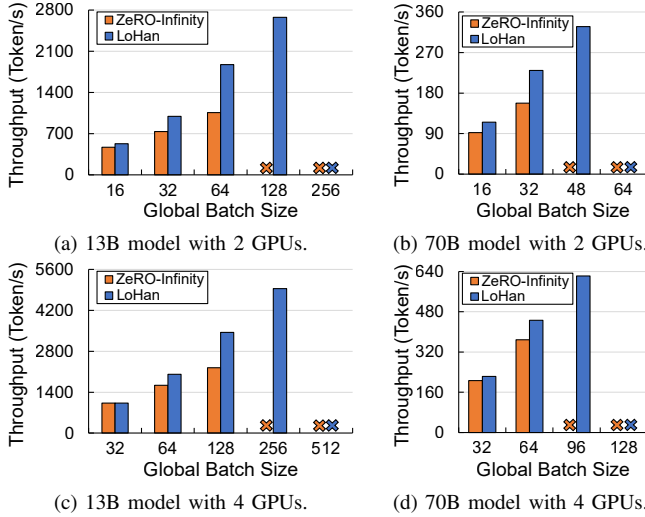 Throughput (Token/s)
2800
2100
1400
700
0
ZeRO-Infinity
LoHan
16 32 64 128 256
Global Batch Size
(a) 13B model with 2 GPUs.
Throughput (Token/s)
360
270
180
90
0
ZeRO-Infinity
LoHan
16 32 48 64
Global Batch Size
(b) 70B model with 2 GPUs.
Throughput (Token/s)
5600
4200
2800
1400
0
ZeRO-Infinity
LoHan
32 64 128 256 512
Global Batch Size
(c) 13B model with 4 GPUs.
Throughput (Token/s)
640
480
320
160
0
ZeRO-Infinity
LoHan
32 64 96 128
Global Batch Size
(d) 70B model with 4 GPUs.